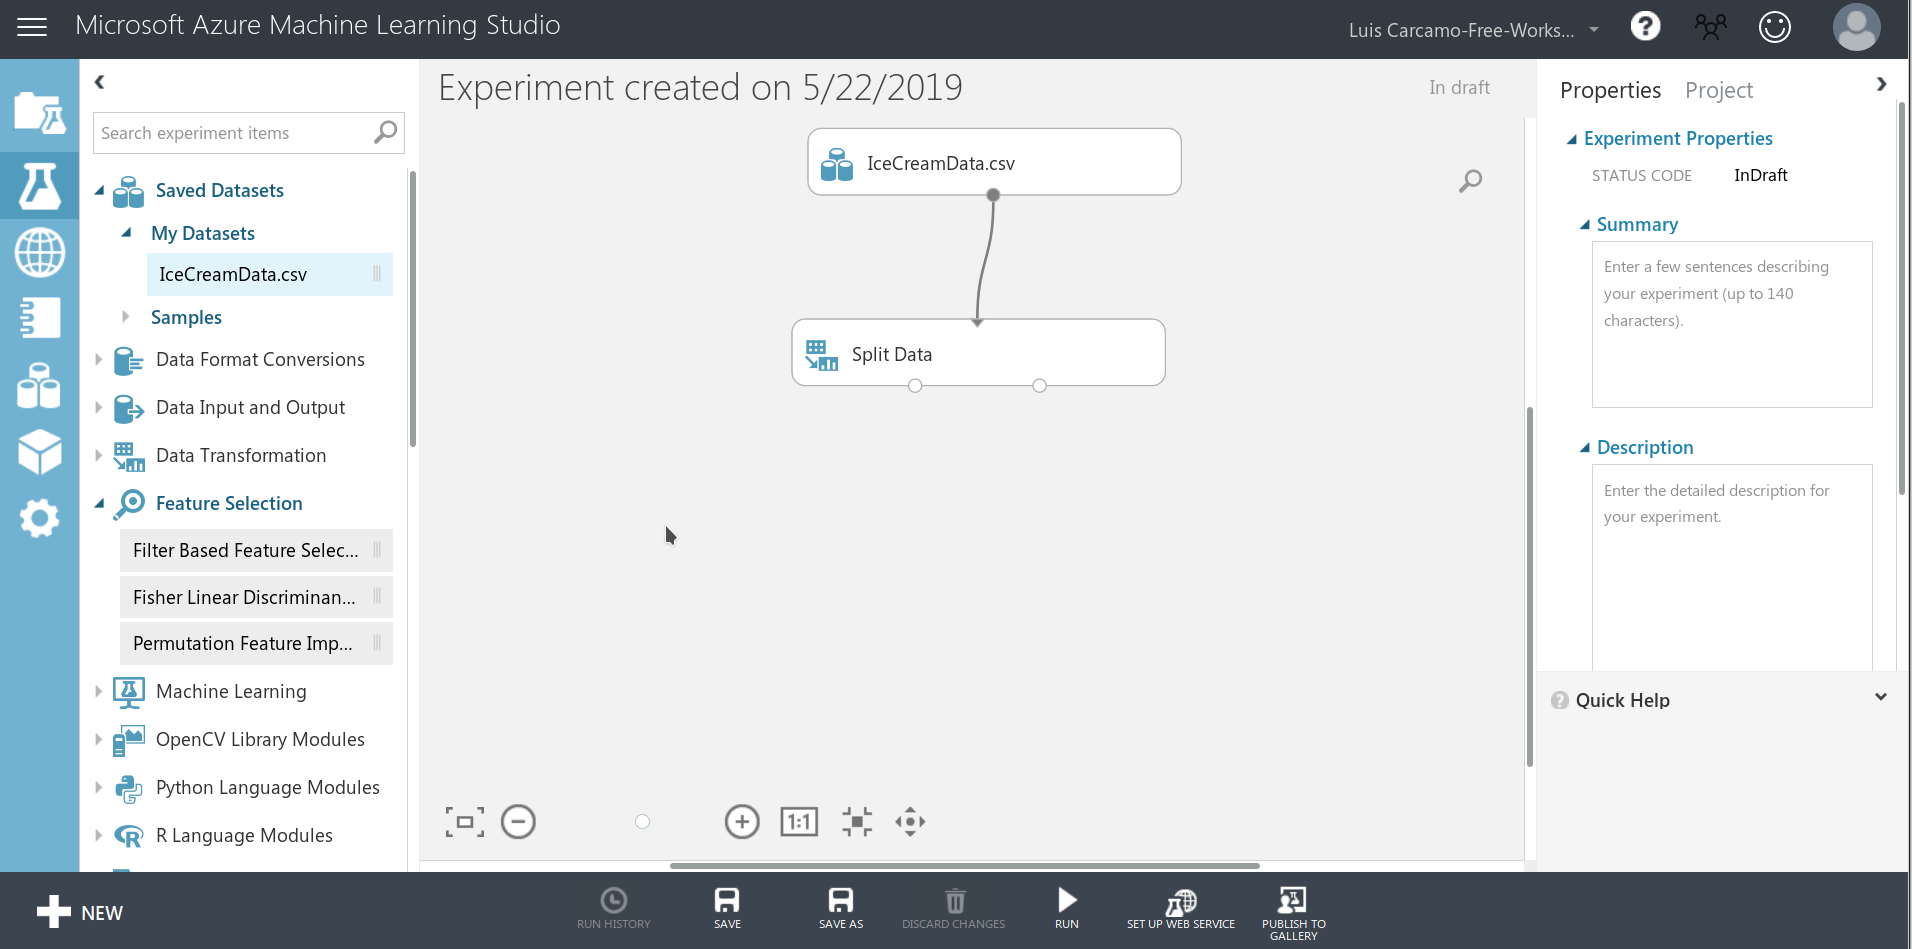 Microsoft Azure Machine Learning Studio
Luis Carcamo-Free-Works...
?
Search experiment items
Saved Datasets
My Datasets
IceCreamData.csv
Samples
Data Format Conversions
Data Input and Output
Data Transformation
Feature Selection
Filter Based Feature Selec...
Fisher Linear Discriminan...
Permutation Feature Imp...
Machine Learning
OpenCV Library Modules
Python Language Modules
R Language Modules
Experiment created on 5/22/2019
In draft
IceCreamData.csv
Split Data
1:1
Properties
Project
Experiment Properties
STATUS CODE
InDraft
Summary
Enter a few sentences describing
your experiment (up to 140
characters).
Description
Enter the detailed description for
your experiment.
? Quick Help
NEW
RUN HISTORY
SAVE
SAVE AS
DISCARD CHANGES
RUN
SET UP WEB SERVICE
PUBLISH TO
GALLERY